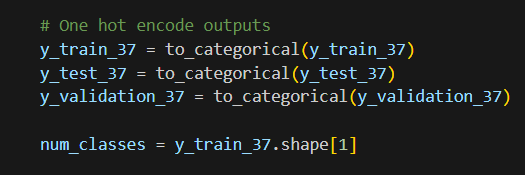 # One hot encode outputs
y_train_37 = to_categorical(y_train_37)
y_test_37 = to_categorical(y_test_37)
y_validation_37 = to_categorical(y_validation_37)
num_classes = y_train_37.shape[1]